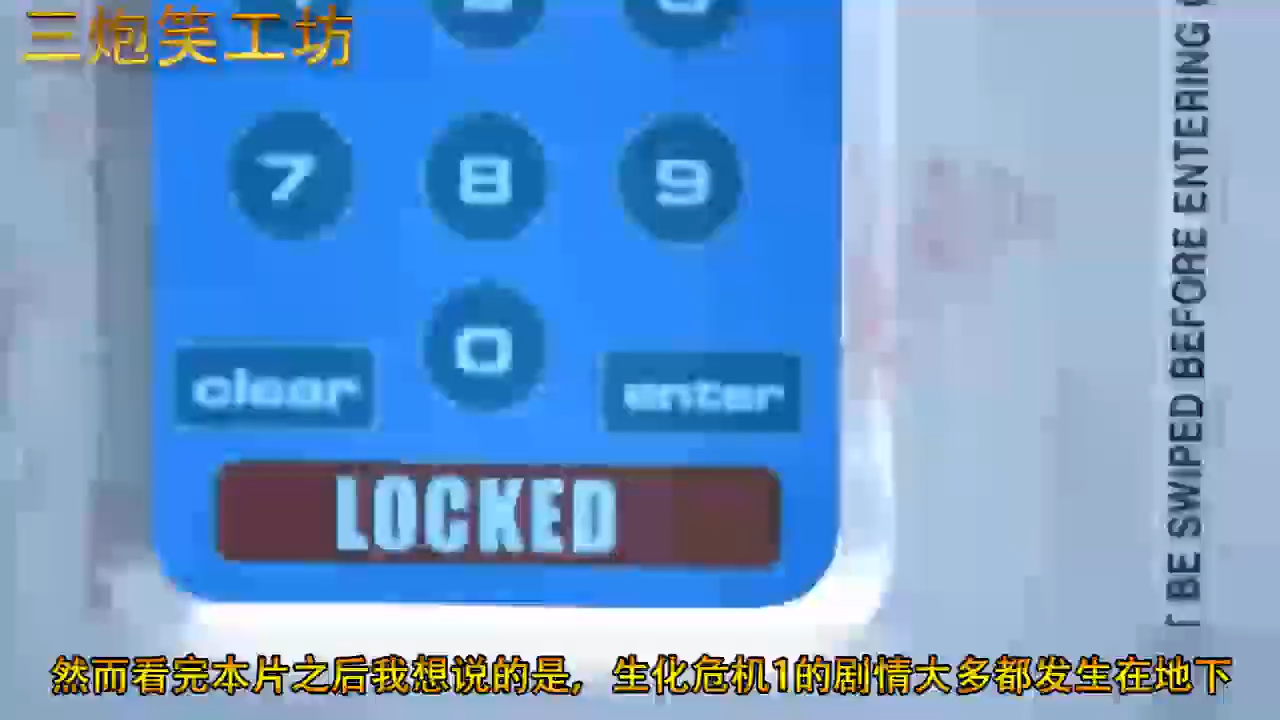 三炮笑工坊
7 8 9
0
clear enter
LOCKED
BE SWIPED BEFORE ENTERING
然而看完本片之后我想说的是，生化危机1的剧情大多都发生在地下